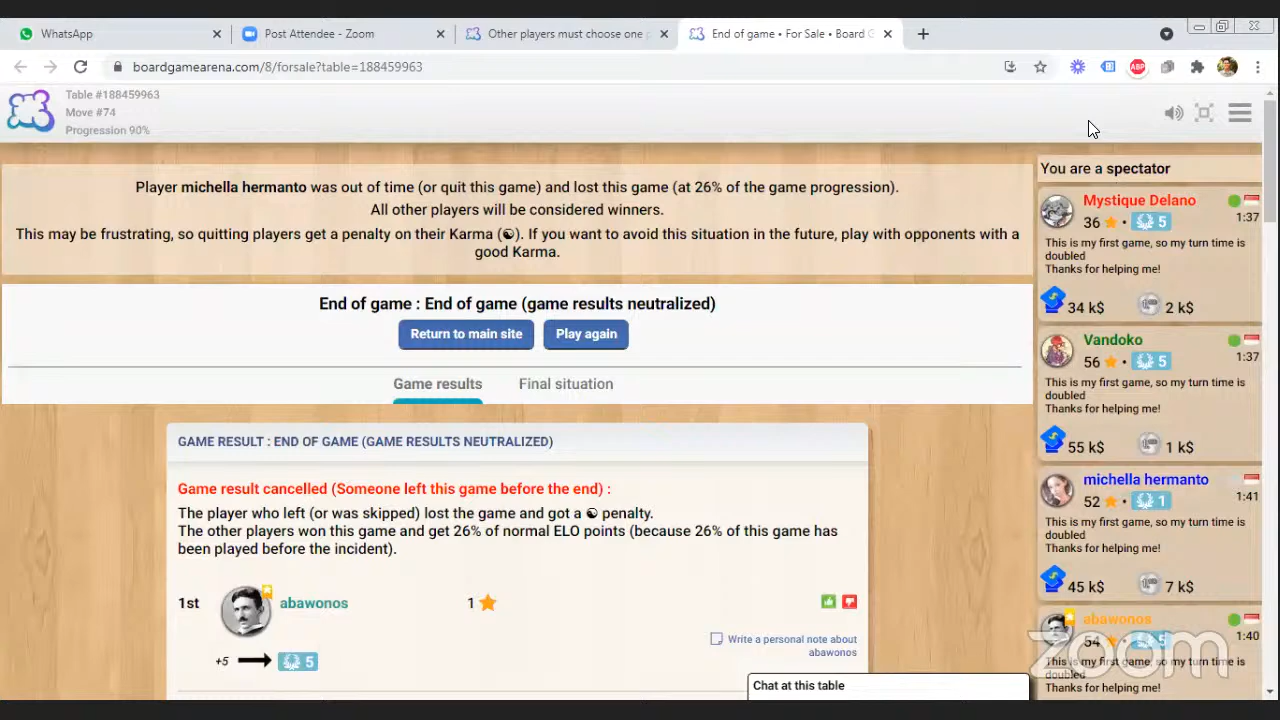 WhatsApp
Post Attendee - Zoom
Other players must choose one p
End of game • For Sale • Board G
boardgamearena.com/8/forsale?table=188459963
ABP
Table #188459963
Move #74
Progression 90%
Player michella hermanto was out of time (or quit this game) and lost this game (at 26% of the game progression).
All other players will be considered winners.
This may be frustrating, so quitting players get a penalty on their Karma (☯). If you want to avoid this situation in the future, play with opponents with a
good Karma.
End of game : End of game (game results neutralized)
Return to main site
Play again
Game results
Final situation
GAME RESULT : END OF GAME (GAME RESULTS NEUTRALIZED)
Game result cancelled (Someone left this game before the end) :
The player who left (or was skipped) lost the game and got a ☯ penalty.
The other players won this game and get 26% of normal ELO points (because 26% of this game has
been played before the incident).
1st abawonos 1
Write a personal note about
abawonos
+5 5
Chat at this table
You are a spectator
Mystique Delano
36 • 5 1:37
This is my first game, so my turn time is
doubled
Thanks for helping me!
34 k$ 2 k$
Vandoko
56 • 5 1:37
This is my first game, so my turn time is
doubled
Thanks for helping me!
55 k$ 1 k$
michella hermanto
52 • 1 1:41
This is my first game, so my turn time is
doubled
Thanks for helping me!
45 k$ 7 k$
abawonos
54 • 5 1:40
This is my first game, so my turn time is
doubled
Thanks for helping me!
zoom